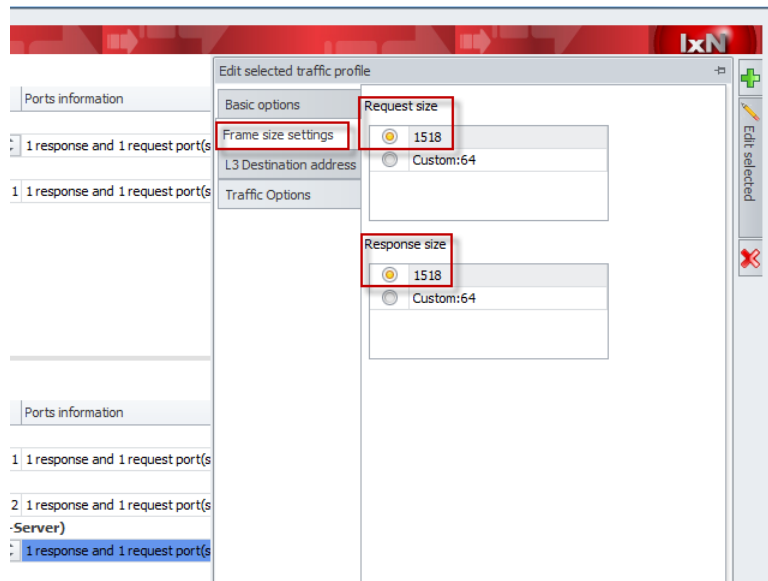 IxN
Edit selected traffic profile
Ports information
1 response and 1 request port(s
1 1 response and 1 request port(s
Basic options
Frame size settings
L3 Destination address
Traffic Options
Request size
1518
Custom:64
Response size
1518
Custom:64
Edit selected
Ports information
1 1 response and 1 request port(s
2 1 response and 1 request port(s
-Server)
1 response and 1 request port(s